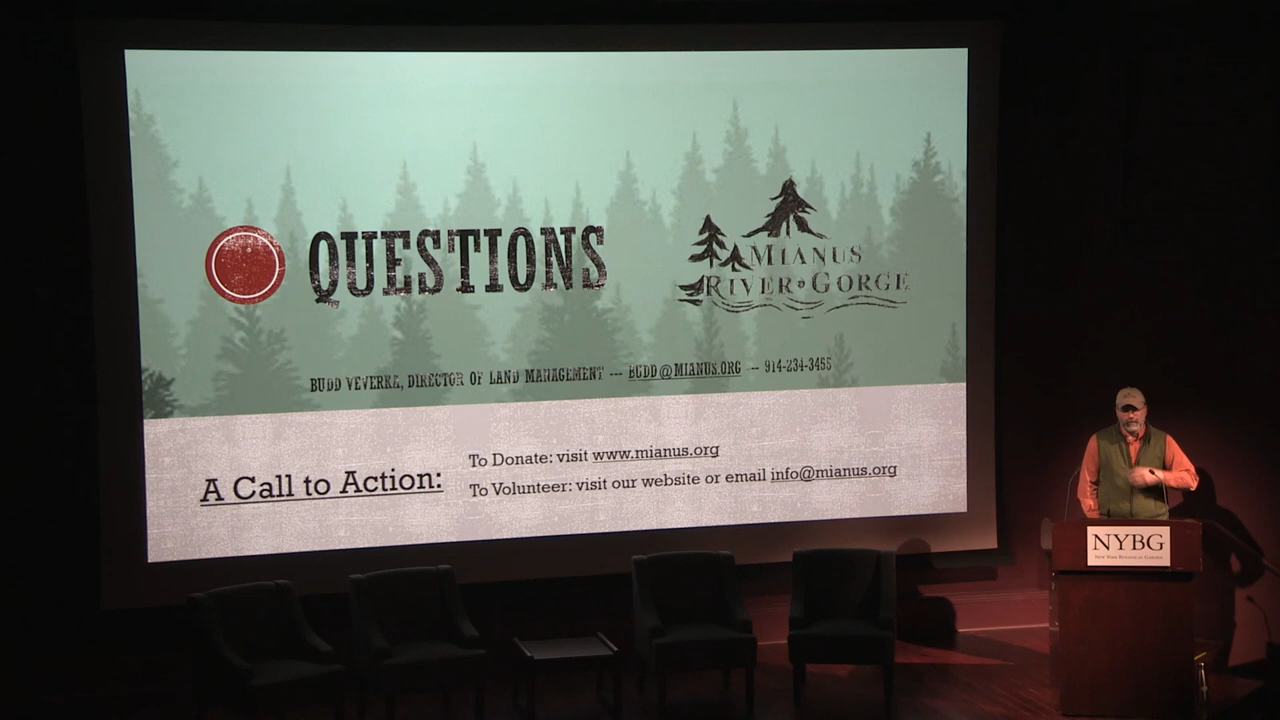 QUESTIONS
MIANUS
RIVER GORGE
BUDD VEVERKA, DIRECTOR OF LAND MANAGEMENT --- BUDD@MIANUS.ORG -- 914-234-3455
A Call to Action:
To Donate: visit www.mianus.org
To Volunteer: visit our website or email info@mianus.org
NYBG
NEW YORK BOTANICAL GARDEN